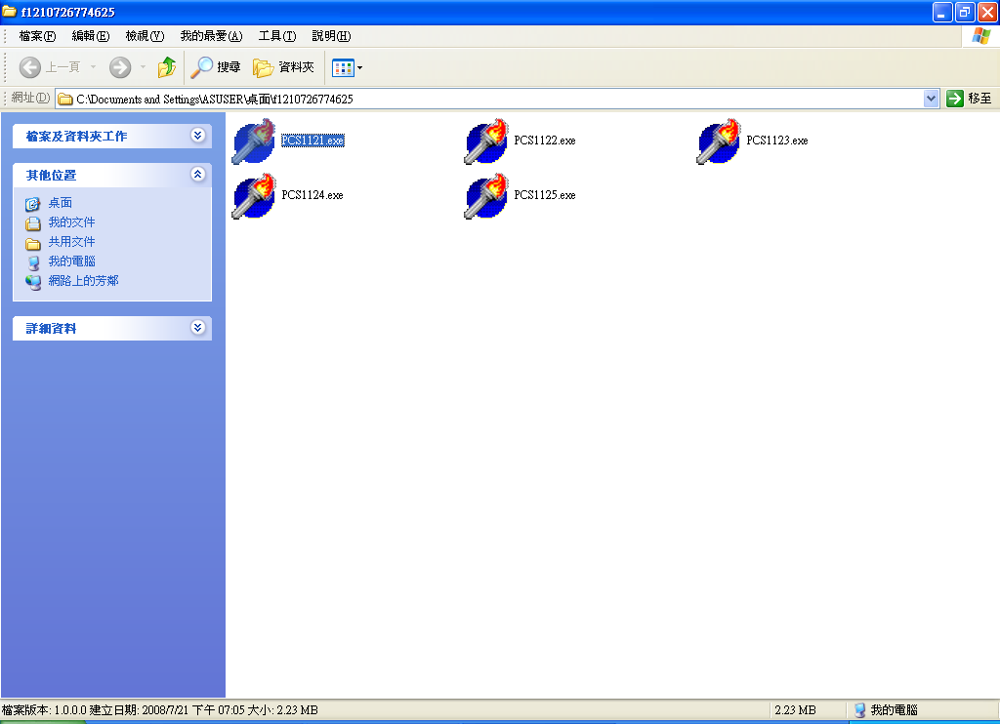 f1210726774625
檔案(F) 編輯(E) 檢視(V) 我的最愛(A) 工具(T) 說明(H)
上一頁 搜尋 資料夾
網址(D) C:\Documents and Settings\ASUSER\桌面\f1210726774625 移至
檔案及資料夾工作
其他位置
桌面
我的文件
共用文件
我的電腦
網路上的芳鄰
詳細資料
PCS1121.exe PCS1122.exe PCS1123.exe
PCS1124.exe PCS1125.exe
檔案版本: 1.0.0.0 建立日期: 2008/7/21 下午 07:05 大小: 2.23 MB 2.23 MB 我的電腦